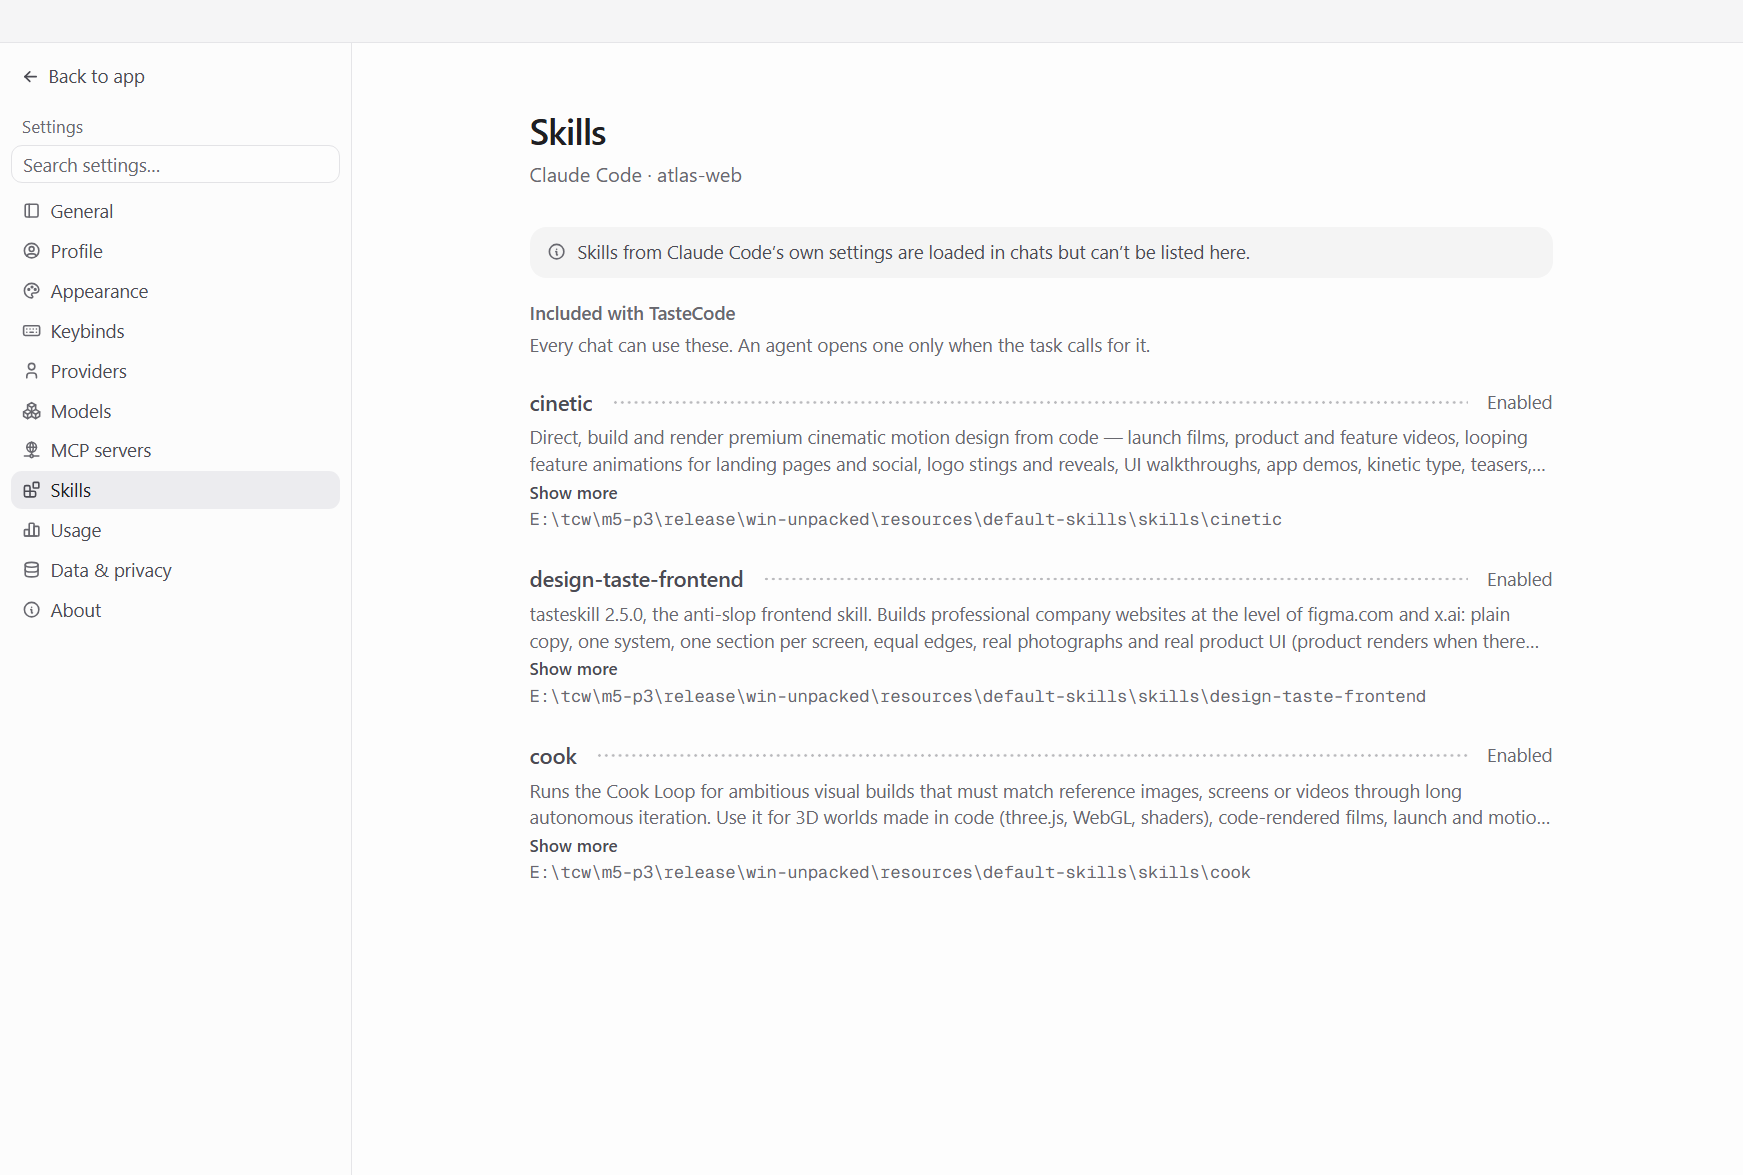 Back to app
Settings
Search settings...
General
Profile
Appearance
Keybinds
Providers
Models
MCP servers
Skills
Usage
Data & privacy
About
Skills
Claude Code · atlas-web
Skills from Claude Code’s own settings are loaded in chats but can’t be listed here.
Included with TasteCode
Every chat can use these. An agent opens one only when the task calls for it.
cinetic Enabled
Direct, build and render premium cinematic motion design from code — launch films, product and feature videos, looping
feature animations for landing pages and social, logo stings and reveals, UI walkthroughs, app demos, kinetic type, teasers,...
Show more
E:\tcw\m5-p3\release\win-unpacked\resources\default-skills\skills\cinetic
design-taste-frontend Enabled
tasteskill 2.5.0, the anti-slop frontend skill. Builds professional company websites at the level of figma.com and x.ai: plain
copy, one system, one section per screen, equal edges, real photographs and real product UI (product renders when there...
Show more
E:\tcw\m5-p3\release\win-unpacked\resources\default-skills\skills\design-taste-frontend
cook Enabled
Runs the Cook Loop for ambitious visual builds that must match reference images, screens or videos through long
autonomous iteration. Use it for 3D worlds made in code (three.js, WebGL, shaders), code-rendered films, launch and motio...
Show more
E:\tcw\m5-p3\release\win-unpacked\resources\default-skills\skills\cook